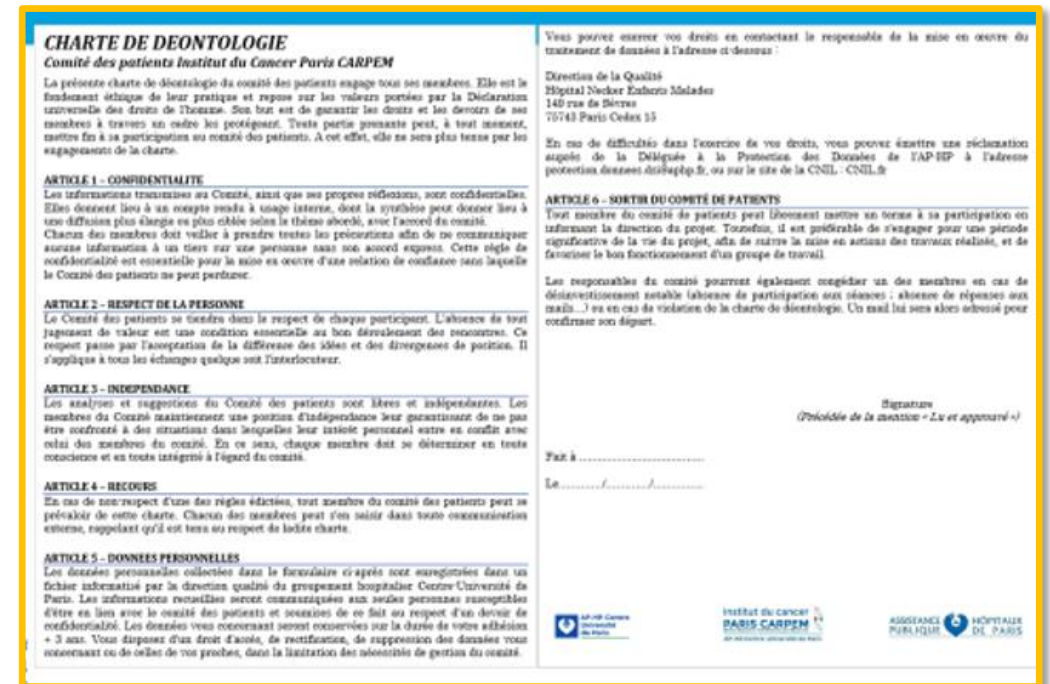 CHARTE DE DEONTOLOGIE
Comité des patients Institut du Cancer Paris CARPEM
La présente charte de déontologie du comité des patients engage tous ses membres. Elle est le
fondement éthique de leur pratique et repose sur les valeurs portées par la Déclaration
universelle des droits de l'homme. Son but est de garantir les droits et les devoirs de ses
membres à travers un cadre les protégeant. Toute partie prenante peut, à tout moment,
mettre fin à sa participation au comité des patients. A cet effet, elle ne sera plus tenue par les
engagements de la charte.
ARTICLE 1 – CONFIDENTIALITE
Les informations transmises au Comité, ainsi que ses propres réflexions, sont confidentielles.
Elles donnent lieu à un compte rendu à usage interne, dont la synthèse peut donner lieu à
une diffusion plus élargie ou plus ciblée selon le thème abordé, avec l'accord du comité.
Chacun des membres doit veiller à prendre toutes les précautions afin de ne communiquer
aucune information à un tiers sur une personne sans son accord express. Cette règle de
confidentialité est essentielle pour la mise en œuvre d'une relation de confiance sans laquelle
le Comité des patients ne peut perdurer.
ARTICLE 2 – RESPECT DE LA PERSONNE
Le Comité des patients se tiendra dans le respect de chaque participant. L'absence de tout
jugement de valeur est une condition essentielle au bon déroulement des rencontres. Ce
respect passe par l'acceptation de la différence des idées et des divergences de position. Il
s'applique à tous les échanges quelque soit l'interlocuteur.
ARTICLE 3 – INDEPENDANCE
Les analyses et suggestions du Comité des patients sont libres et indépendantes. Les
membres du Comité maintiennent une position d'indépendance leur garantissant de ne pas
être confronté à des situations dans lesquelles leur intérêt personnel entre en conflit avec
celui des membres du comité. En ce sens, chaque membre doit se déterminer en toute
conscience et en toute intégrité à l'égard du comité.
ARTICLE 4 – RECOURS
En cas de non-respect d'une des règles édictées, tout membre du comité des patients peut se
prévaloir de cette charte. Chacun des membres peut s'en saisir dans toute communication
externe, rappelant qu'il est tenu au respect de ladite charte.
ARTICLE 5 – DONNEES PERSONNELLES
Les données personnelles collectées dans le formulaire ci-après sont enregistrées dans un
fichier informatisé par la direction qualité du groupement hospitalier Centre-Université de
Paris. Les informations recueillies seront communiquées aux seules personnes susceptibles
d'être en lien avec le comité des patients et soumises de ce fait au respect d'un devoir de
confidentialité. Les données vous concernant seront conservées sur la durée de votre adhésion
+ 3 ans. Vous disposez d'un droit d'accès, de rectification, de suppression des données vous
concernant ou de celles de vos proches, dans la limitation des nécessités de gestion du comité.
Vous pouvez exercer vos droits en contactant le responsable de la mise en œuvre du
traitement de données à l'adresse ci-dessous :
Direction de la Qualité
Hôpital Necker Enfants Malades
149 rue de Sèvres
75743 Paris Cedex 15
En cas de difficultés dans l'exercice de vos droits, vous pouvez émettre une réclamation
auprès de la Déléguée à la Protection des Données de l'AP-HP à l'adresse
protection.donnees.dsi@aphp.fr, ou sur le site de la CNIL : CNIL.fr
ARTICLE 6 – SORTIR DU COMITÉ DE PATIENTS
Tout membre du comité de patients peut librement mettre un terme à sa participation en
informant la direction du projet. Toutefois, il est préférable de s'engager pour une période
significative de la vie du projet, afin de suivre la mise en actions des travaux réalisés, et de
favoriser le bon fonctionnement d'un groupe de travail.
Les responsables du comité pourront également congédier un des membres en cas de
désinvestissement notable (absence de participation aux séances ; absence de réponses aux
mails...) ou en cas de violation de la charte de déontologie. Un mail lui sera alors adressé pour
confirmer son départ.
Signature
(Précédée de la mention « Lu et approuvé »)
Fait à ..............................
Le........../........../..............
AP-HP. Centre
Université
de Paris
Institut du cancer
PARIS CARPEM
ASSISTANCE PUBLIQUE HÔPITAUX DE PARIS